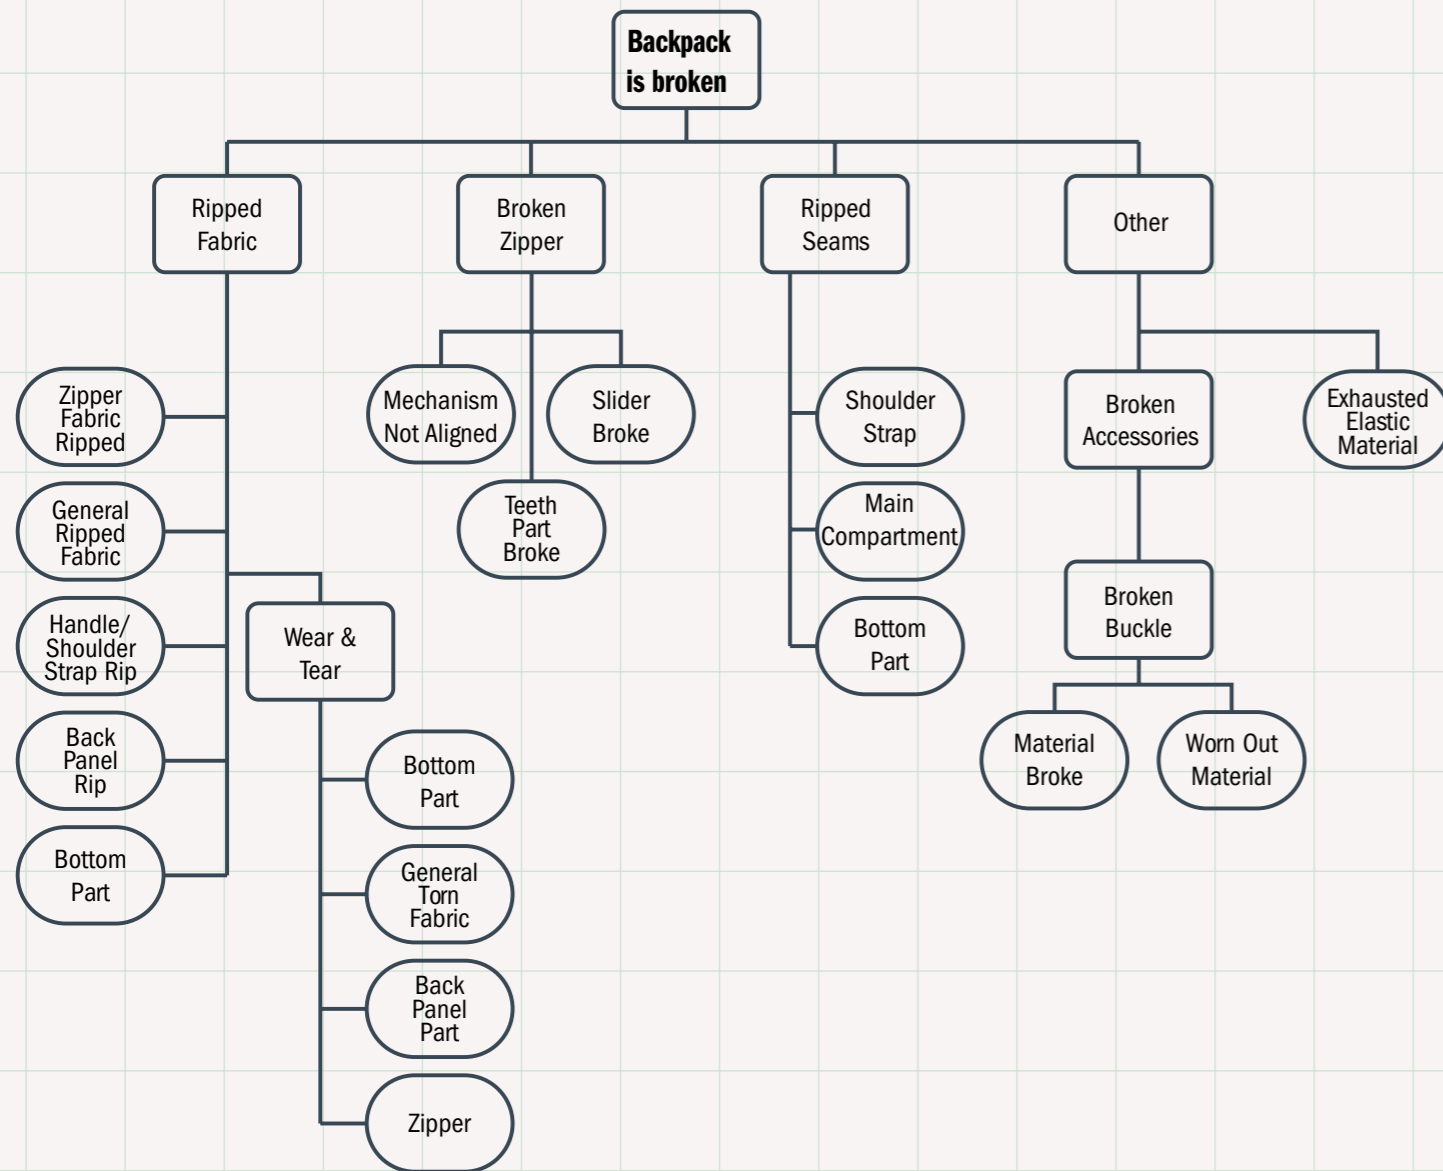 Backpack
is broken
Ripped
Fabric
Broken
Zipper
Ripped
Seams
Other
Zipper
Fabric
Ripped
General
Ripped
Fabric
Handle/
Shoulder
Strap Rip
Back
Panel
Rip
Bottom
Part
Wear &
Tear
Bottom
Part
General
Torn
Fabric
Back
Panel
Part
Zipper
Mechanism
Not Aligned
Slider
Broke
Teeth
Part
Broke
Shoulder
Strap
Main
Compartment
Bottom
Part
Broken
Accessories
Exhausted
Elastic
Material
Broken
Buckle
Material
Broke
Worn Out
Material